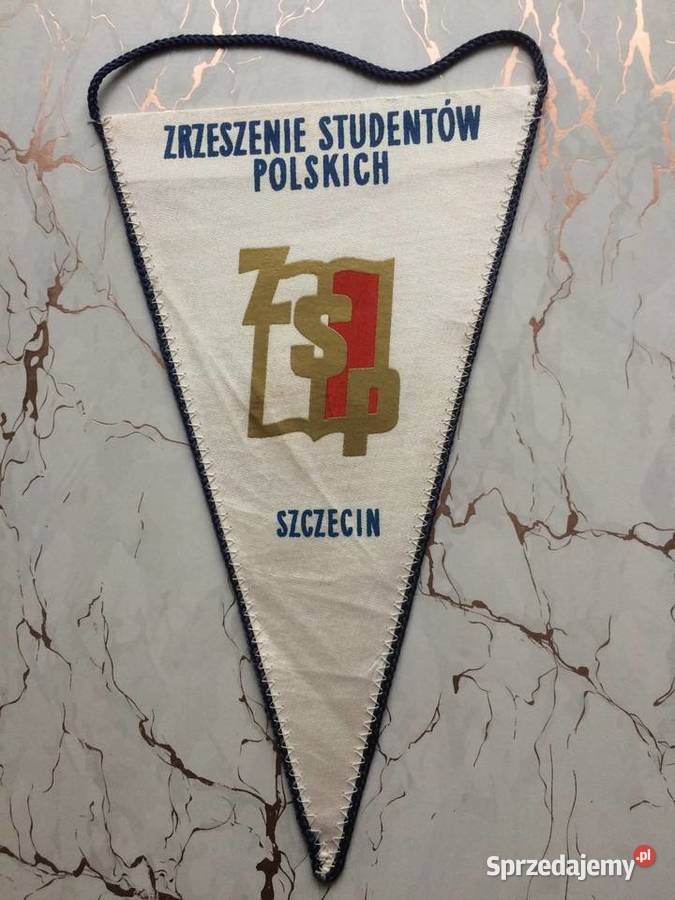 ZRZESZENIE STUDENTÓW
POLSKICH
ZSP
SZCZECIN
Sprzedajemy.pl